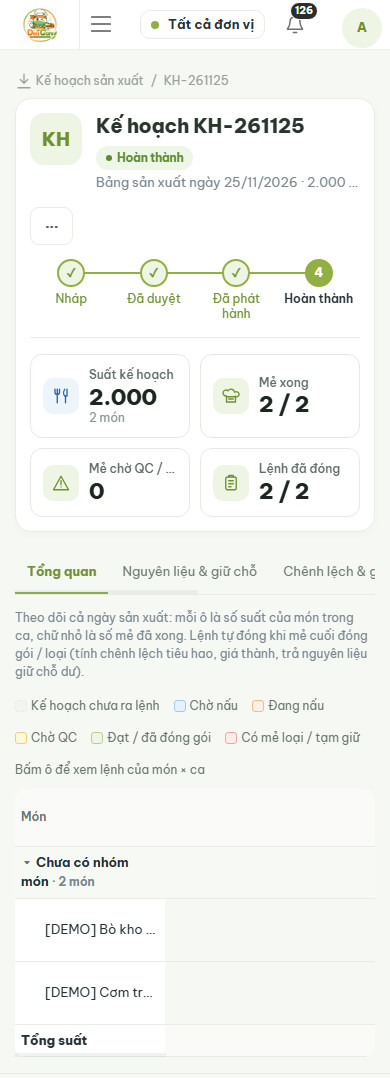 Tất cả đơn vị
126
A
Kế hoạch sản xuất / KH-261125
KH
Kế hoạch KH-261125
Hoàn thành
Bảng sản xuất ngày 25/11/2026 · 2.000 ...
...
4
Nháp
Đã duyệt
Đã phát
hành
Hoàn thành
Suất kế hoạch
2.000
2 món
Mẻ xong
2 / 2
Mẻ chờ QC / ...
0
Lệnh đã đóng
2 / 2
Tổng quan
Nguyên liệu & giữ chỗ
Chênh lệch & g
Theo dõi cả ngày sản xuất: mỗi ô là số suất của món trong
ca, chữ nhỏ là số mẻ đã xong. Lệnh tự đóng khi mẻ cuối đóng
gói / loại (tính chênh lệch tiêu hao, giá thành, trả nguyên liệu
giữ chỗ dư).
Kế hoạch chưa ra lệnh
Chờ nấu
Đang nấu
Chờ QC
Đạt / đã đóng gói
Có mẻ loại / tạm giữ
Bấm ô để xem lệnh của món × ca
Món
Chưa có nhóm
món · 2 món
[DEMO] Bò kho ...
[DEMO] Cơm tr...
Tổng suất